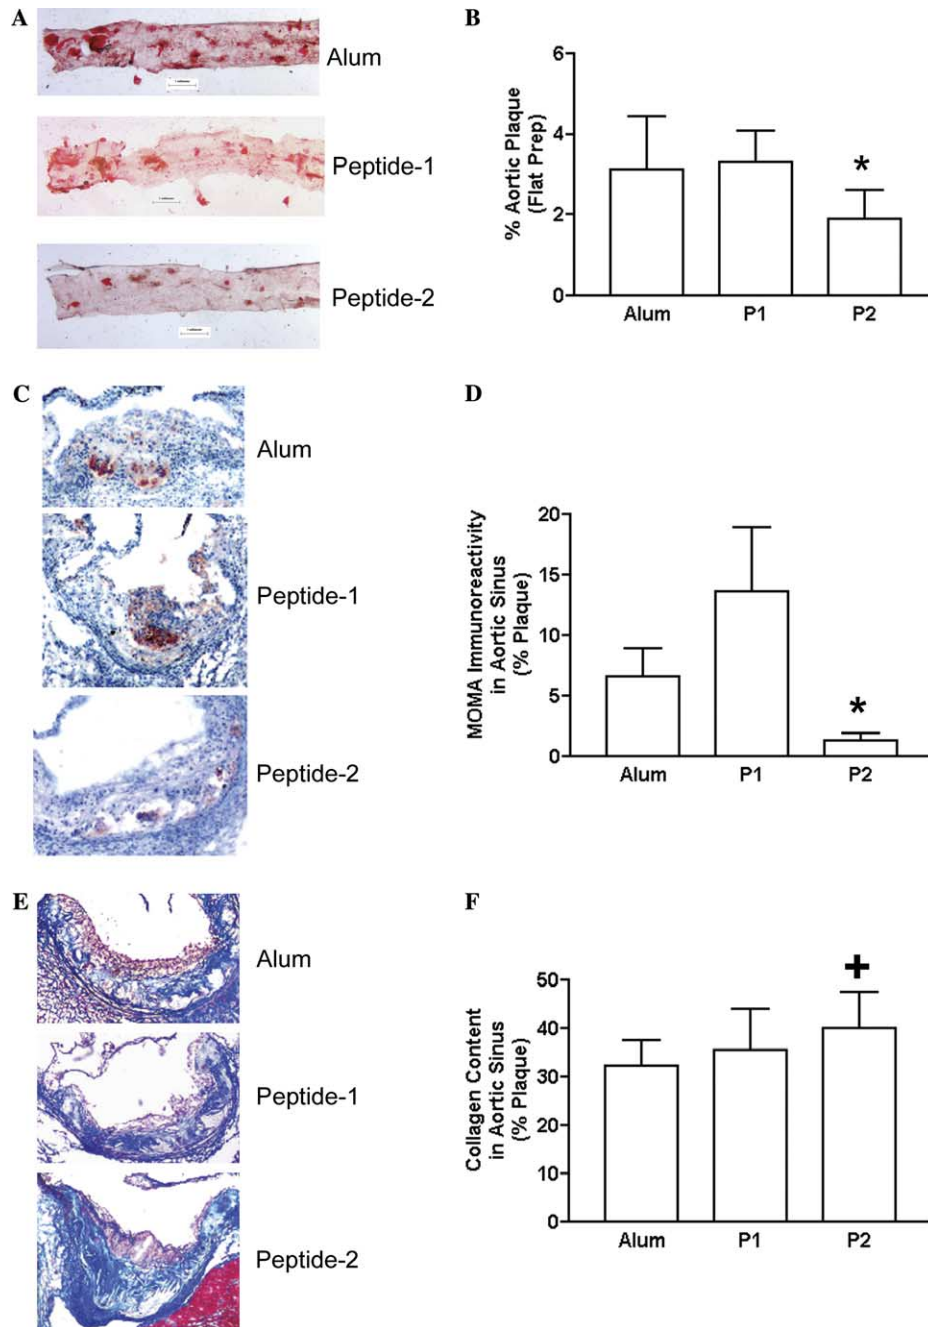 A
Alum
Peptide-1
Peptide-2
B
% Aortic Plaque
(Flat Prep)
6
4
2
0
*
Alum P1 P2
C
Alum
Peptide-1
Peptide-2
D
MOMA Immunoreactivity
in Aortic Sinus
(% Plaque)
20
15
10
5
0
*
Alum P1 P2
E
Alum
Peptide-1
Peptide-2
F
Collagen Content
in Aortic Sinus
(% Plaque)
50
40
30
20
10
0
+
Alum P1 P2